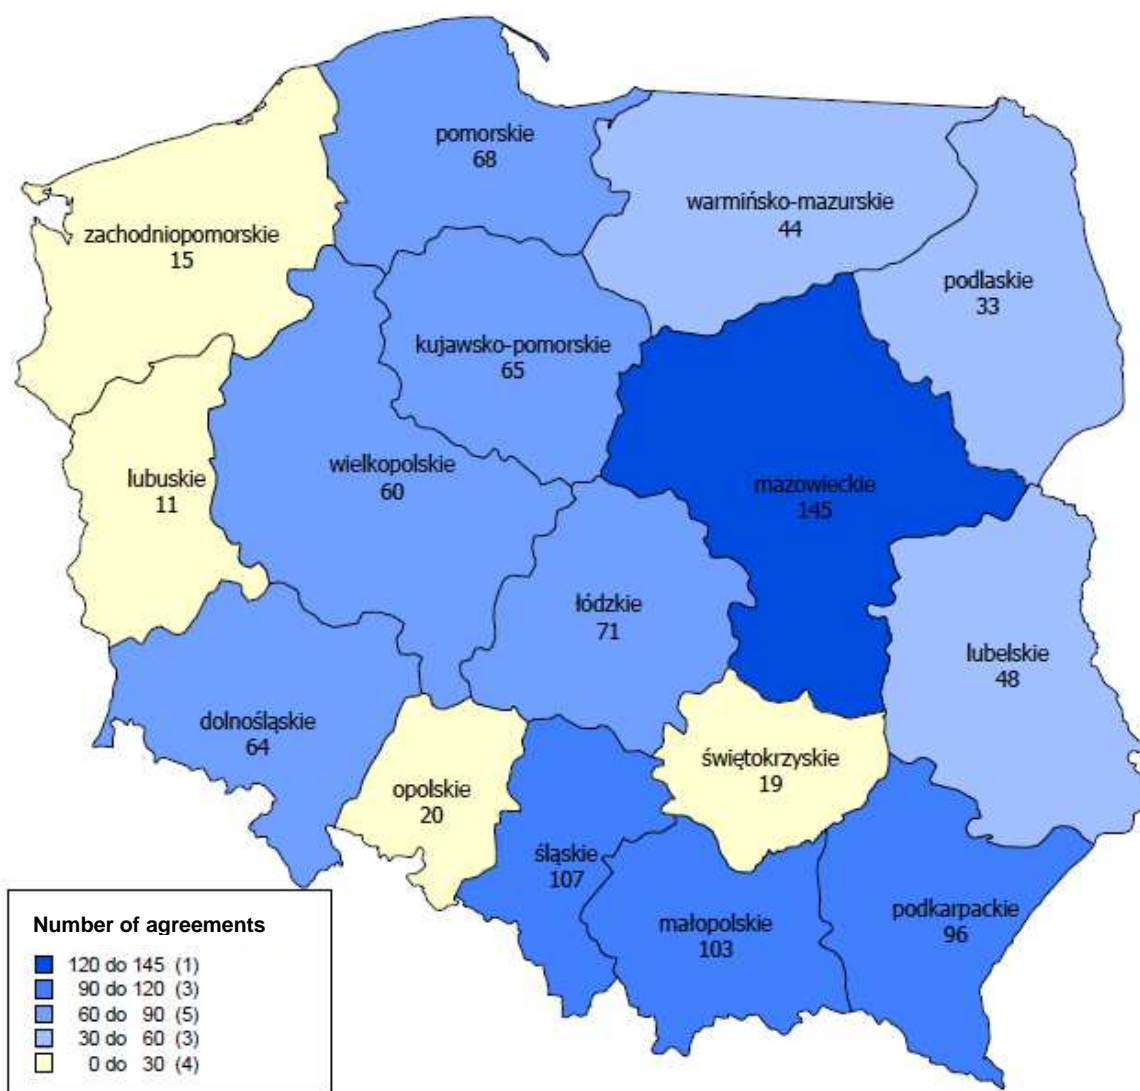 pomorskie
68
warmińsko-mazurskie
44
zachodniopomorskie
15
podlaskie
33
kujawsko-pomorskie
65
wielkopolskie
60
lubuskie
11
mazowieckie
145
łódzkie
71
lubelskie
48
dolnośląskie
64
świętokrzyskie
19
opolskie
20
śląskie
107
małopolskie
103
podkarpackie
96
Number of agreements
120 do 145 (1)
90 do 120 (3)
60 do 90 (5)
30 do 60 (3)
0 do 30 (4)